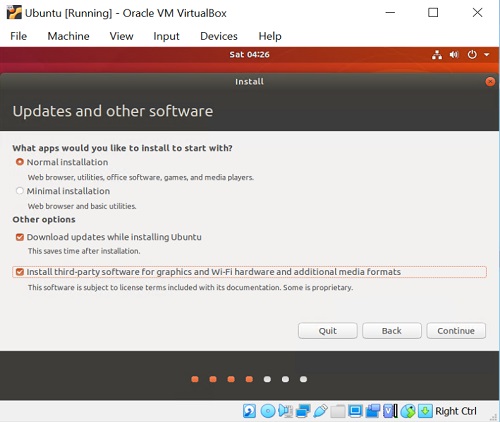 Ubuntu [Running] - Oracle VM VirtualBox
File Machine View Input Devices Help
Sat 04:26
Install
Updates and other software
What apps would you like to install to start with?
Normal installation
Web browser, utilities, office software, games, and media players.
Minimal installation
Web browser and basic utilities.
Other options
Download updates while installing Ubuntu
This saves time after installation.
Install third-party software for graphics and Wi-Fi hardware and additional media formats
This software is subject to license terms included with its documentation. Some is proprietary.
Quit Back Continue
Right Ctrl